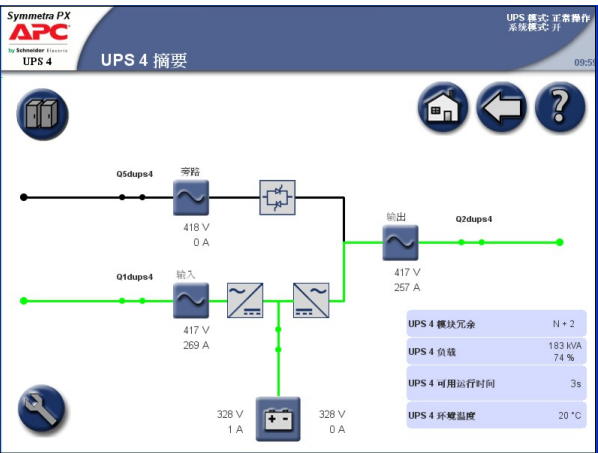 Symmetra PX
APC
by Schneider Electric
UPS 4
UPS 4 摘要
UPS 模式: 正常操作
系统模式: 开
09:59
Q5dups4
旁路
418 V
0 A
输出
Q2dups4
417 V
257 A
Q1dups4
输入
417 V
269 A
UPS 4 模块冗余 N + 2
UPS 4 负载 183 kVA
74 %
UPS 4 可用运行时间 3s
UPS 4 环境温度 20 °C
328 V
1 A
328 V
0 A